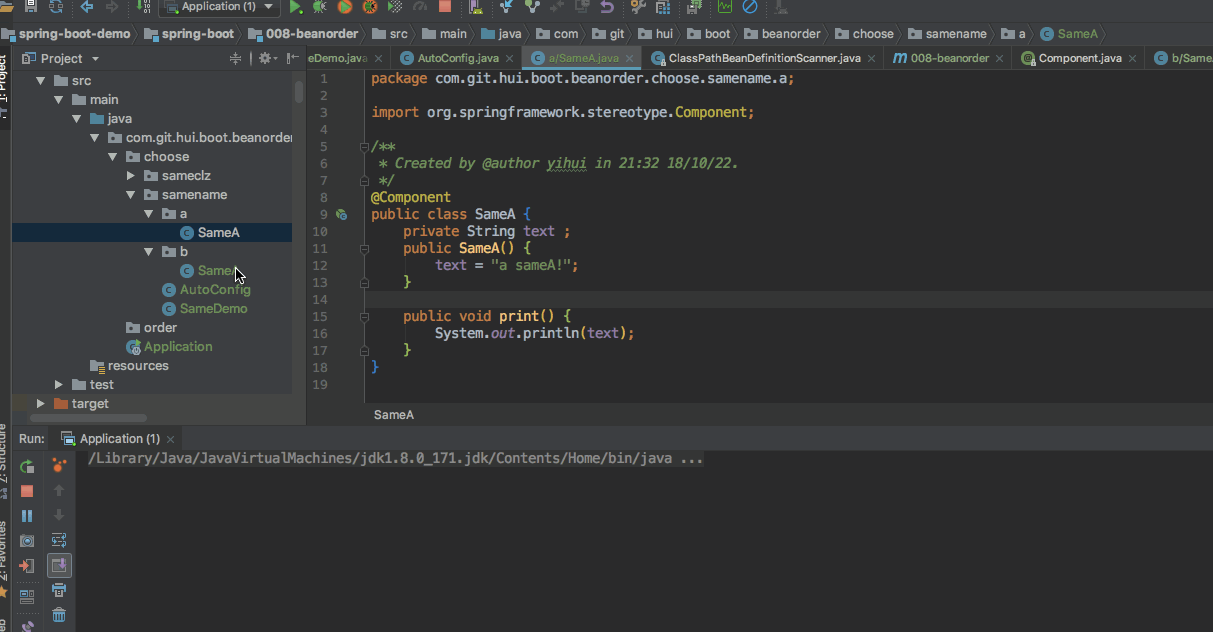 Application (1)
spring-boot-demo spring-boot 008-beanorder src main java com git hui boot beanorder choose samename a SameA
Project
eDemo.java AutoConfig.java a/SameA.java ClassPathBeanDefinitionScanner.java 008-beanorder Component.java b/Same
1: Project
src
main
java
com.git.hui.boot.beanorder
choose
sameclz
samename
a
SameA
b
SameA
AutoConfig
SameDemo
order
Application
resources
test
target
1 package com.git.hui.boot.beanorder.choose.samename.a;
2
3 import org.springframework.stereotype.Component;
4
5 /**
6 * Created by @author yihui in 21:32 18/10/22.
7 */
8 @Component
9 public class SameA {
10 private String text ;
11 public SameA() {
12 text = "a sameA!";
13 }
14
15 public void print() {
16 System.out.println(text);
17 }
18 }
19
SameA
Run: Application (1)
/Library/Java/JavaVirtualMachines/jdk1.8.0_171.jdk/Contents/Home/bin/java ...
Z: Structure
2: Favorites